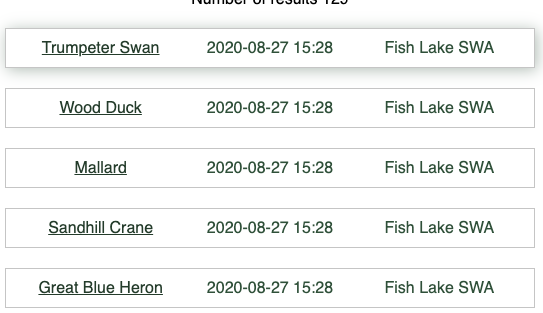 Number of results 129
Trumpeter Swan 2020-08-27 15:28 Fish Lake SWA
Wood Duck 2020-08-27 15:28 Fish Lake SWA
Mallard 2020-08-27 15:28 Fish Lake SWA
Sandhill Crane 2020-08-27 15:28 Fish Lake SWA
Great Blue Heron 2020-08-27 15:28 Fish Lake SWA